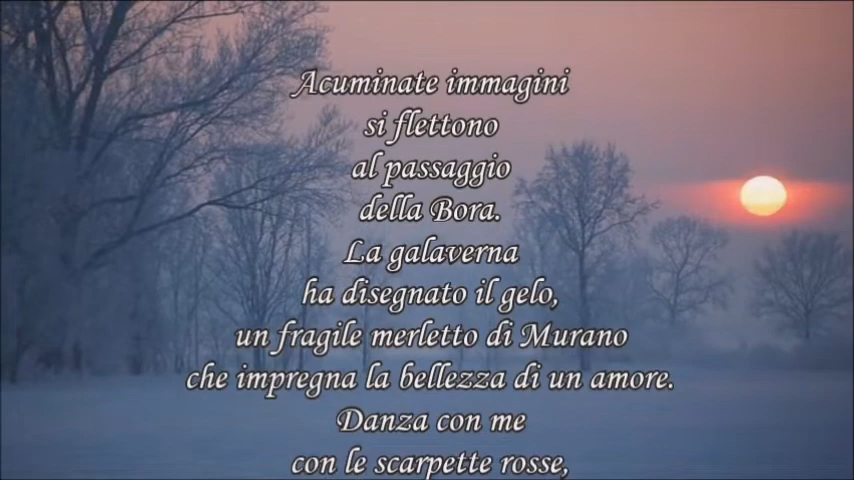 Acuminate immagini
si flettono
al passaggio
della Bora.
La galaverna
ha disegnato il gelo,
un fragile merletto di Murano
che impregna la bellezza di un amore.
Danza con me
con le scarpette rosse,